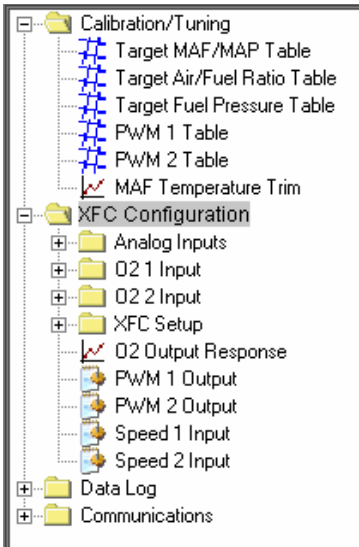 Calibration/Tuning
Target MAF/MAP Table
Target Air/Fuel Ratio Table
Target Fuel Pressure Table
PWM 1 Table
PWM 2 Table
MAF Temperature Trim
XFC Configuration
Analog Inputs
O2 1 Input
O2 2 Input
XFC Setup
O2 Output Response
PWM 1 Output
PWM 2 Output
Speed 1 Input
Speed 2 Input
Data Log
Communications